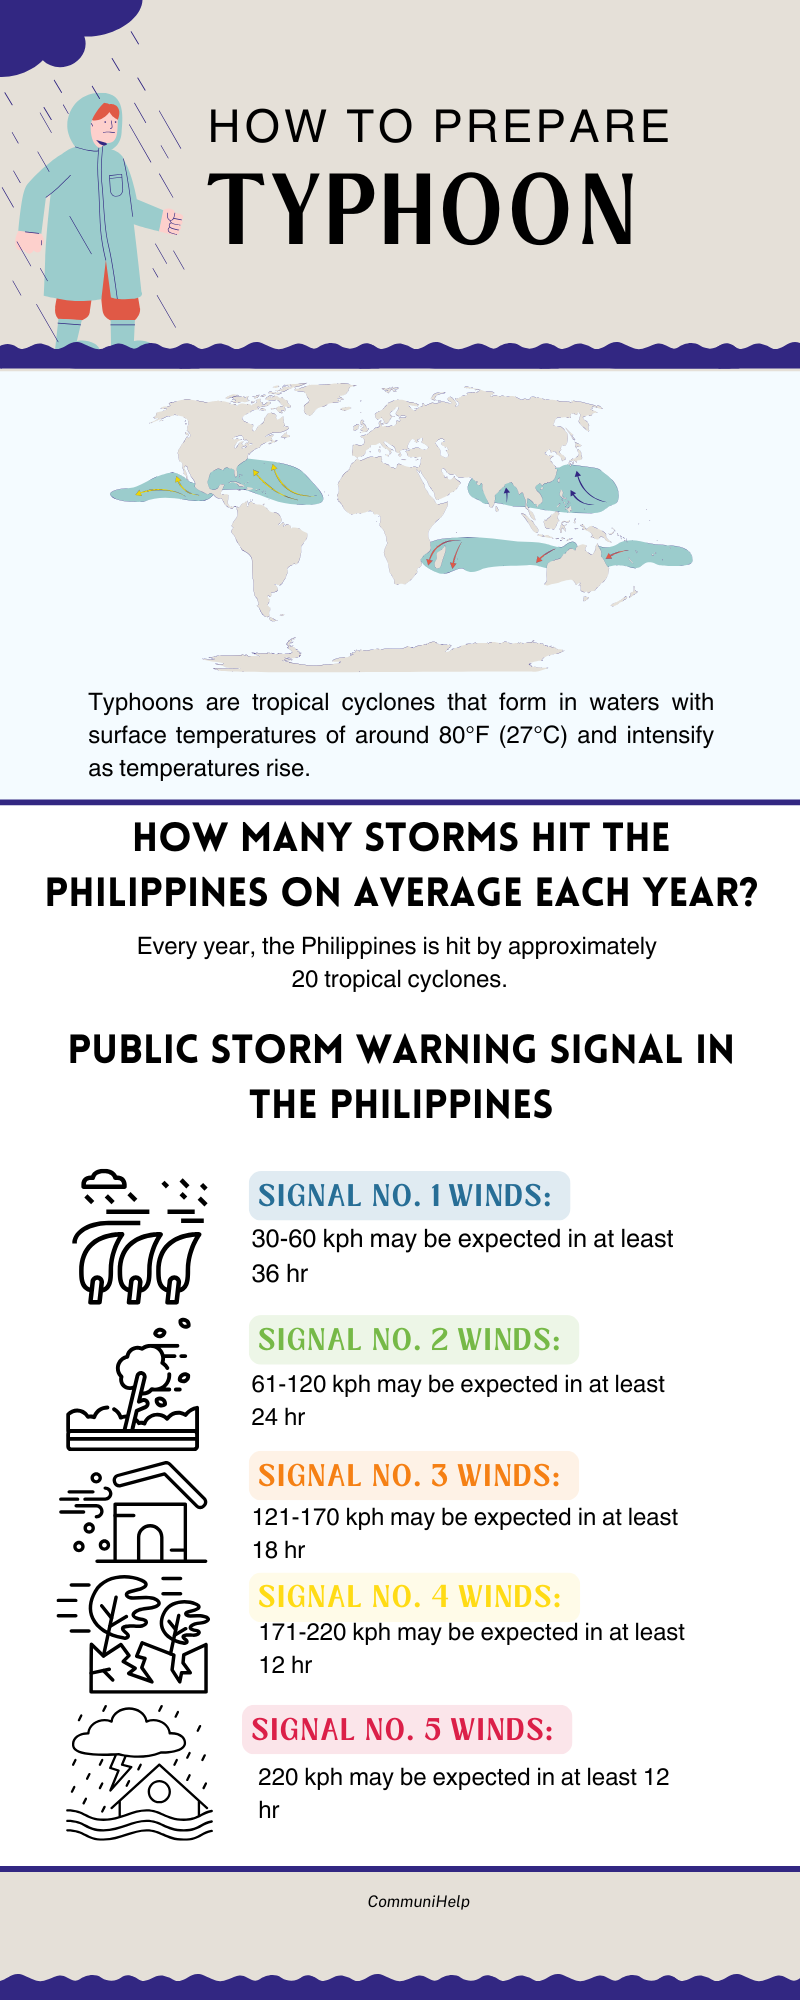 HOW TO PREPARE
TYPHOON
Typhoons are tropical cyclones that form in waters with
surface temperatures of around 80°F (27°C) and intensify
as temperatures rise.
HOW MANY STORMS HIT THE
PHILIPPINES ON AVERAGE EACH YEAR?
Every year, the Philippines is hit by approximately
20 tropical cyclones.
PUBLIC STORM WARNING SIGNAL IN
THE PHILIPPINES
SIGNAL NO. 1 WINDS:
30-60 kph may be expected in at least
36 hr
SIGNAL NO. 2 WINDS:
61-120 kph may be expected in at least
24 hr
SIGNAL NO. 3 WINDS:
121-170 kph may be expected in at least
18 hr
SIGNAL NO. 4 WINDS:
171-220 kph may be expected in at least
12 hr
SIGNAL NO. 5 WINDS:
220 kph may be expected in at least 12
hr
CommuniHelp